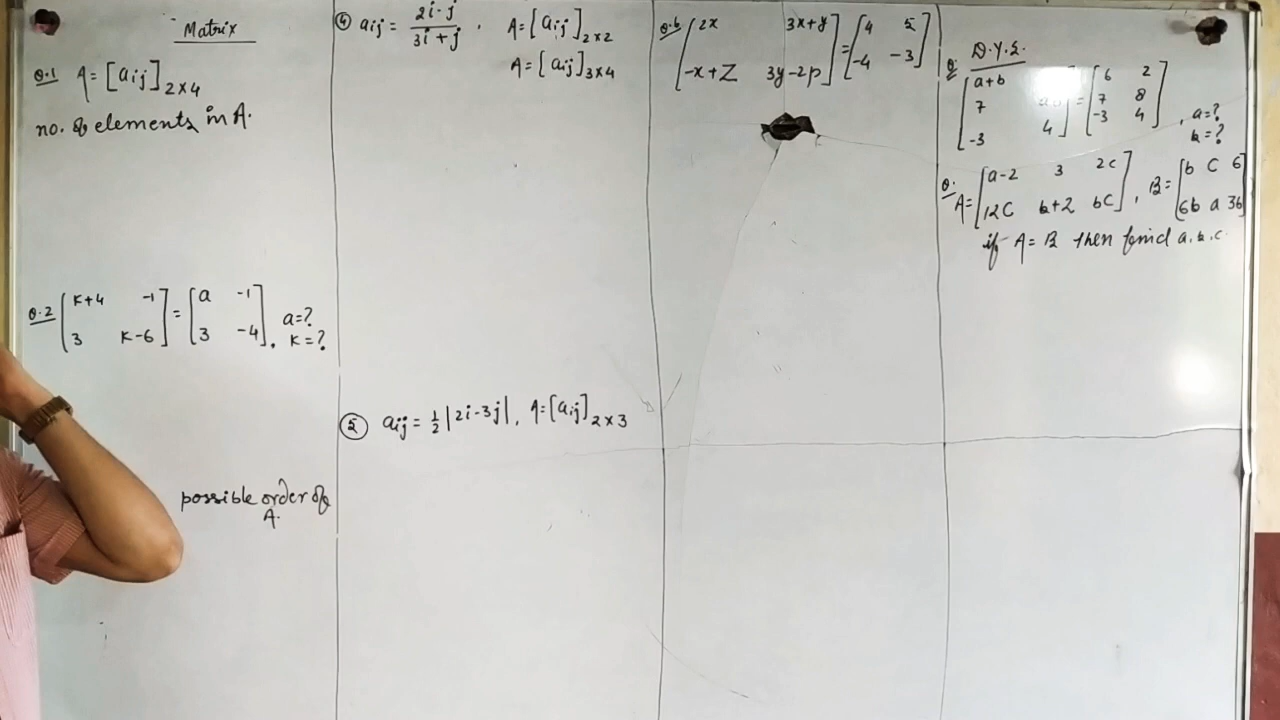 Matrix
Q.1 A = [aij] 2×4
no. of elements in A.
Q.2 [K+4 -1] = [a -1]
[3 K-6] [3 -4], a=?
K=?
possible order of
A.
④ aij = 2i-j / 3i+j , A = [aij] 2×2
A = [aij] 3×4
⑤ aij = 1/2 |2i-3j|, A = [aij] 2×3
Q.6 [2x 3x+y] = [4 5]
[-x+Z 3y-2p] [-4 -3]
D.Y.S.
Q. [a+b 6 2]
[7 = 7 8], a=?
[-3 4] [-3 4] b=?
Q. A = [a-2 3 2c], B = [b C 6]
[12C b+2 bC] [6b a 3b]
if A = B then find a, b, c